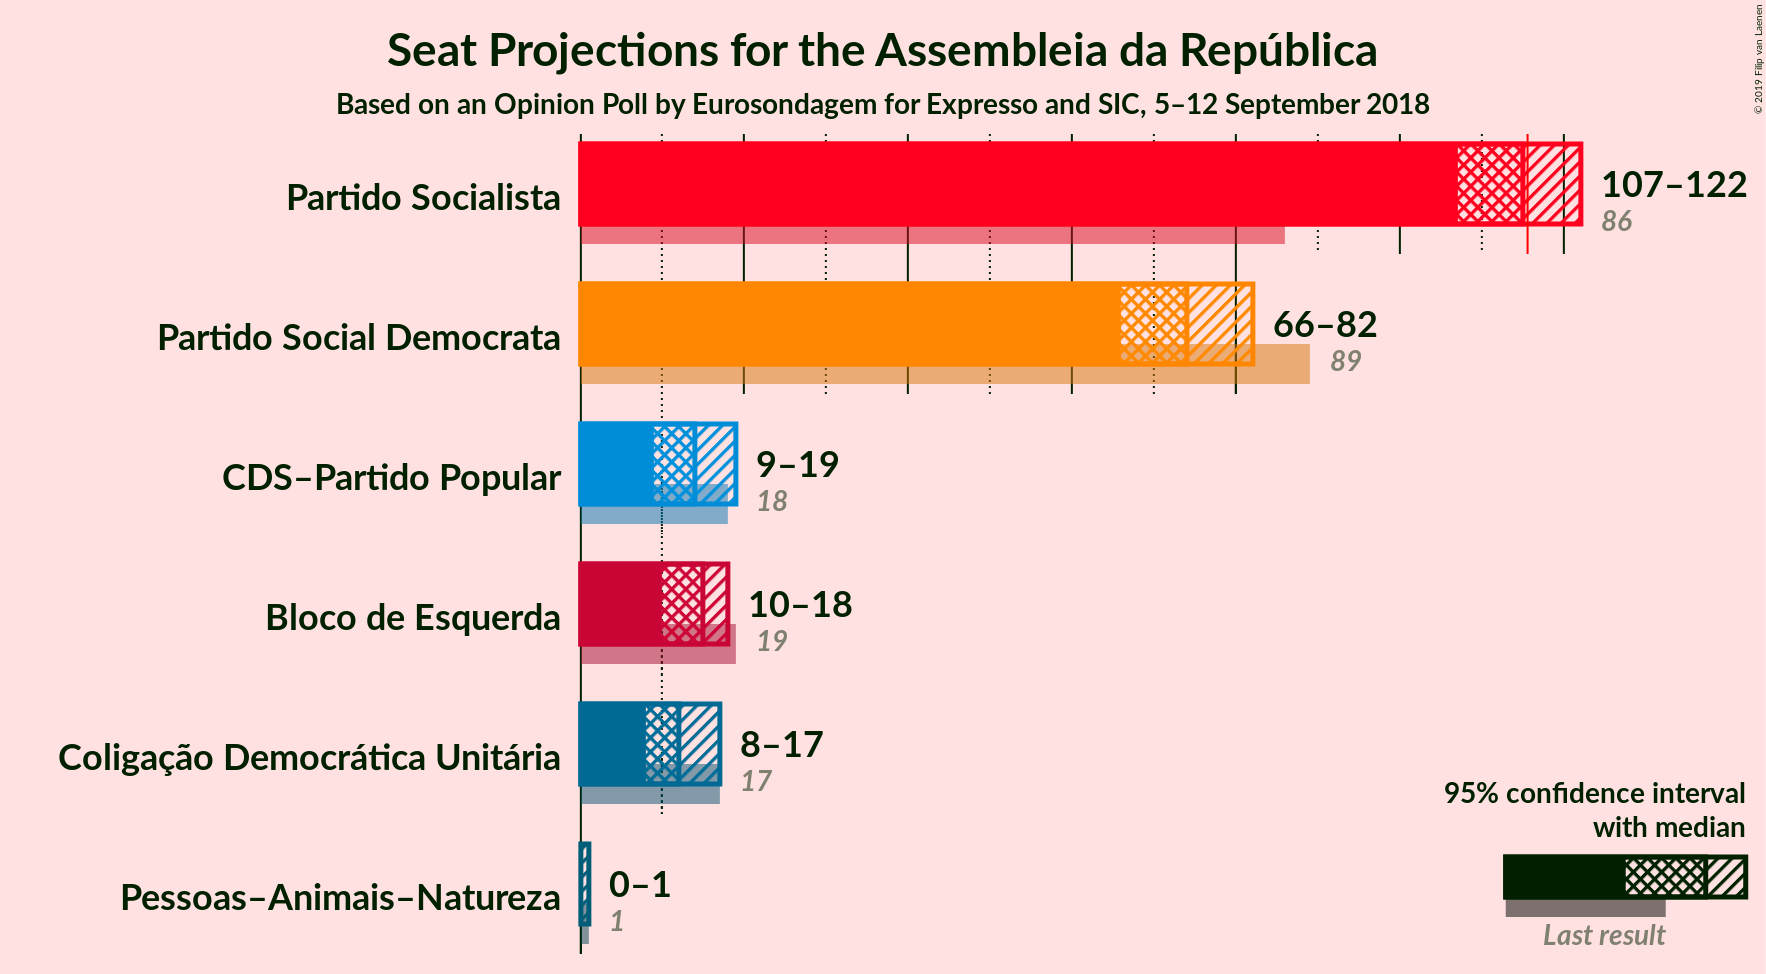 Seat Projections for the Assembleia da República
Based on an Opinion Poll by Eurosondagem for Expresso and SIC, 5–12 September 2018
© 2019 Filip van Laenen
Partido Socialista
107–122
86
Partido Social Democrata
66–82
89
CDS–Partido Popular
9–19
18
Bloco de Esquerda
10–18
19
Coligação Democrática Unitária
8–17
17
Pessoas–Animais–Natureza
0–1
1
95% confidence interval
with median
Last result